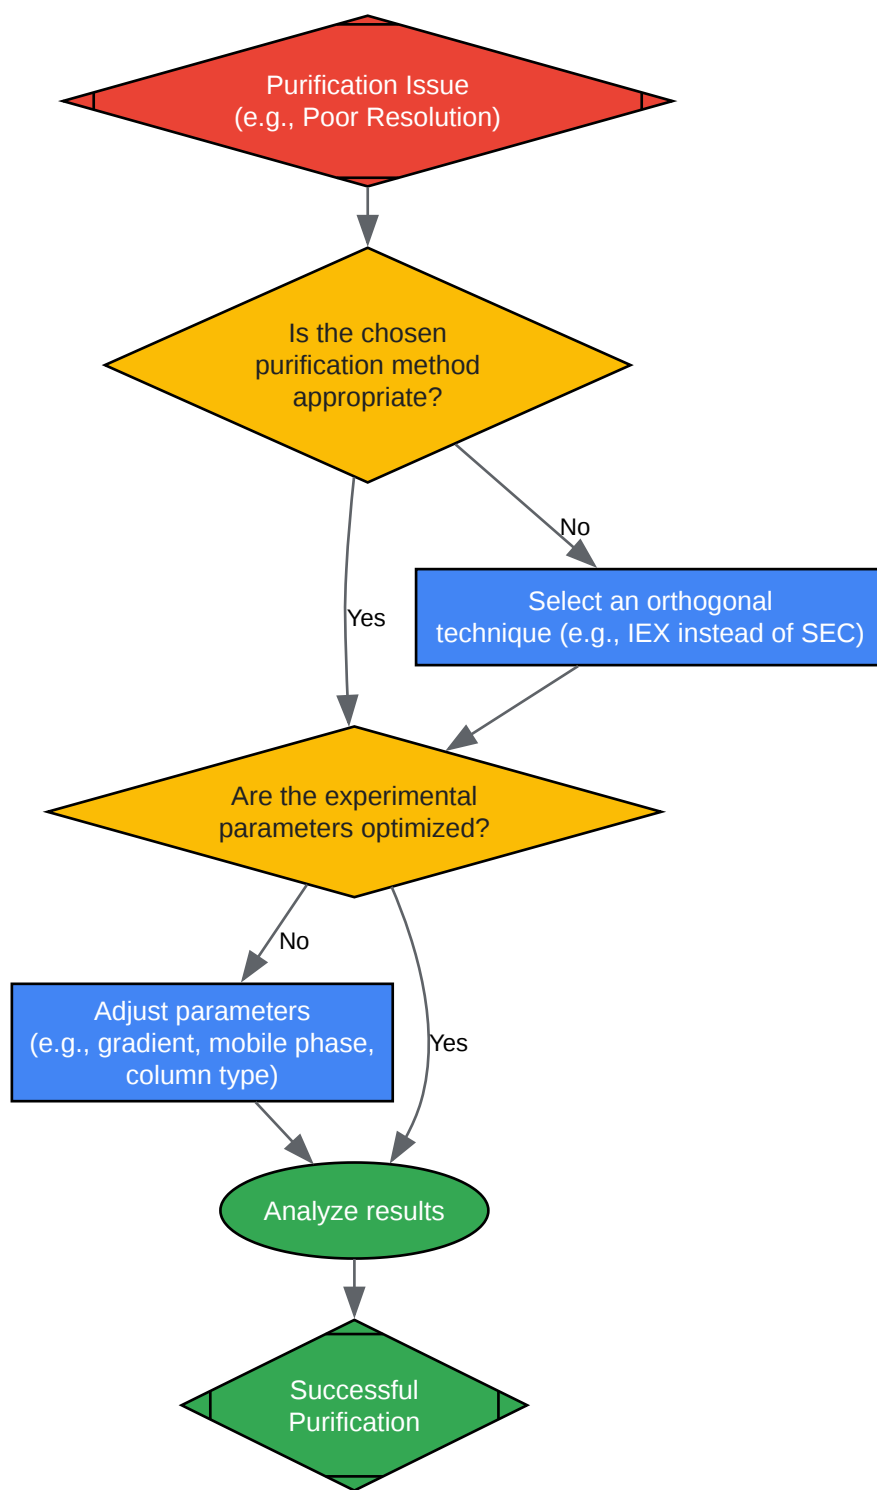 Purification Issue
(e.g., Poor Resolution)
Is the chosen
purification method
appropriate?
No
Select an orthogonal
technique (e.g., IEX instead of SEC)
Yes
Are the experimental
parameters optimized?
No
Adjust parameters
(e.g., gradient, mobile phase,
column type)
Yes
Analyze results
Successful
Purification